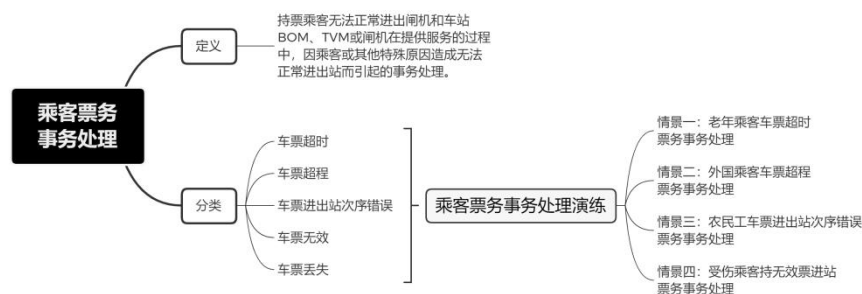 乘客票务
事务处理
定义
持票乘客无法正常进出闸机和车站
BOM、TVM或闸机在提供服务的过程
中，因乘客或其他特殊原因造成无法
正常进出站而引起的事务处理。
分类
车票超时
车票超程
车票进出站次序错误
车票无效
车票丢失
乘客票务事务处理演练
情景一：老年乘客车票超时
票务事务处理
情景二：外国乘客车票超程
票务事务处理
情景三：农民工车票进出站次序错误
票务事务处理
情景四：受伤乘客持无效票进站
票务事务处理